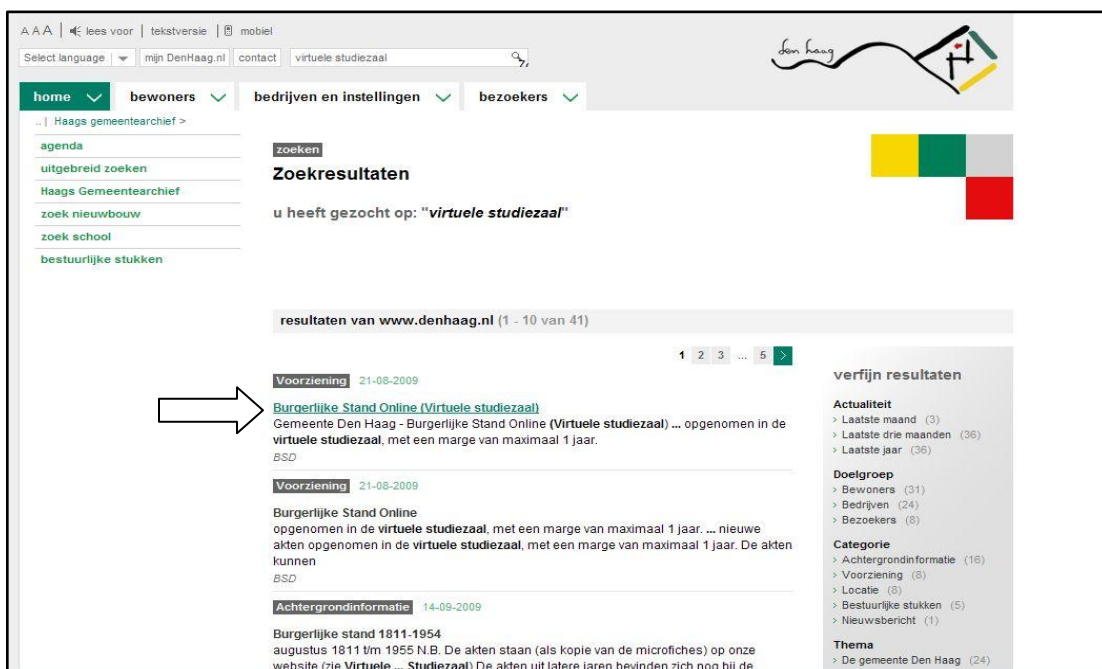 A A A | lees voor | tekstversie | mobiel
Select language | mijn DenHaag.nl contact virtuele studiezaal
den haag
home bewoners bedrijven en instellingen bezoekers
.. | Haags gemeentearchief >
agenda
uitgebreid zoeken
Haags Gemeentearchief
zoek nieuwbouw
zoek school
bestuurlijke stukken
zoeken
Zoekresultaten
u heeft gezocht op: "virtuele studiezaal"
resultaten van www.denhaag.nl (1 - 10 van 41)
1 2 3 ... 5 >
Voorziening 21-08-2009
Burgerlijke Stand Online (Virtuele studiezaal)
Gemeente Den Haag - Burgerlijke Stand Online (Virtuele studiezaal) ... opgenomen in de
virtuele studiezaal, met een marge van maximaal 1 jaar.
BSD
Voorziening 21-08-2009
Burgerlijke Stand Online
opgenomen in de virtuele studiezaal, met een marge van maximaal 1 jaar. ... nieuwe
akten opgenomen in de virtuele studiezaal, met een marge van maximaal 1 jaar. De akten
kunnen
BSD
Achtergrondinformatie 14-09-2009
Burgerlijke stand 1811-1954
augustus 1811 t/m 1955 N.B. De akten staan (als kopie van de microfiches) op onze
website (zie Virtuele ... Studiezaal) De akten uit latere jaren bevinden zich nog bij de
verfijn resultaten
Actualiteit
> Laatste maand (3)
> Laatste drie maanden (36)
> Laatste jaar (36)
Doelgroep
> Bewoners (31)
> Bedrijven (24)
> Bezoekers (8)
Categorie
> Achtergrondinformatie (16)
> Voorziening (8)
> Locatie (8)
> Bestuurlijke stukken (5)
> Nieuwsbericht (1)
Thema
> De gemeente Den Haag (24)